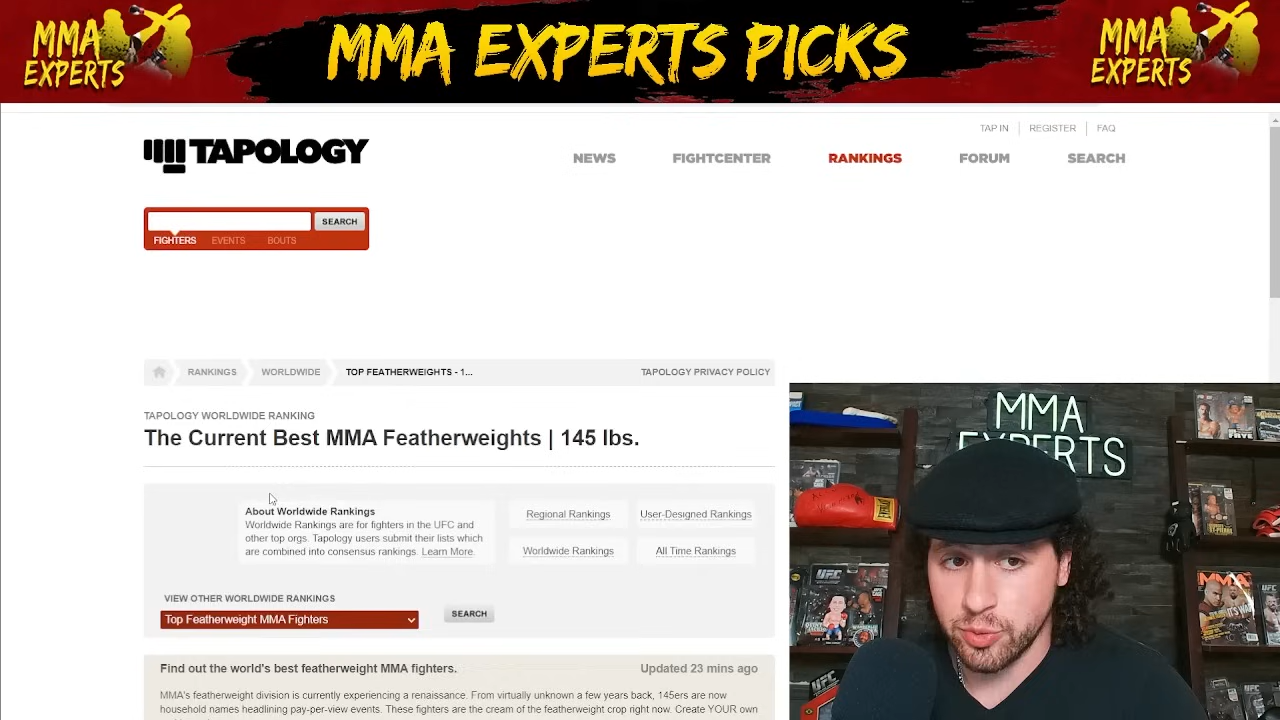 MMA EXPERTS
MMA EXPERTS PICKS
MMA EXPERTS
TAP IN
REGISTER
FAQ
TAPOLOGY
NEWS
FIGHTCENTER
RANKINGS
FORUM
SEARCH
SEARCH
FIGHTERS
EVENTS
BOUTS
RANKINGS
WORLDWIDE
TOP FEATHERWEIGHTS - 1...
TAPOLOGY PRIVACY POLICY
TAPOLOGY WORLDWIDE RANKING
The Current Best MMA Featherweights | 145 lbs.
About Worldwide Rankings
Worldwide Rankings are for fighters in the UFC and
other top orgs. Tapology users submit their lists which
are combined into consensus rankings. Learn More.
Regional Rankings
User-Designed Rankings
Worldwide Rankings
All Time Rankings
VIEW OTHER WORLDWIDE RANKINGS
Top Featherweight MMA Fighters
SEARCH
Find out the world's best featherweight MMA fighters.
Updated 23 mins ago
MMA's featherweight division is currently experiencing a renaissance. From virtually unknown a few years back, 145ers are now
household names headlining pay-per-view events. These fighters are the cream of the featherweight crop right now. Create YOUR own
MMA
EXPERTS
UFC
MMA
UFC